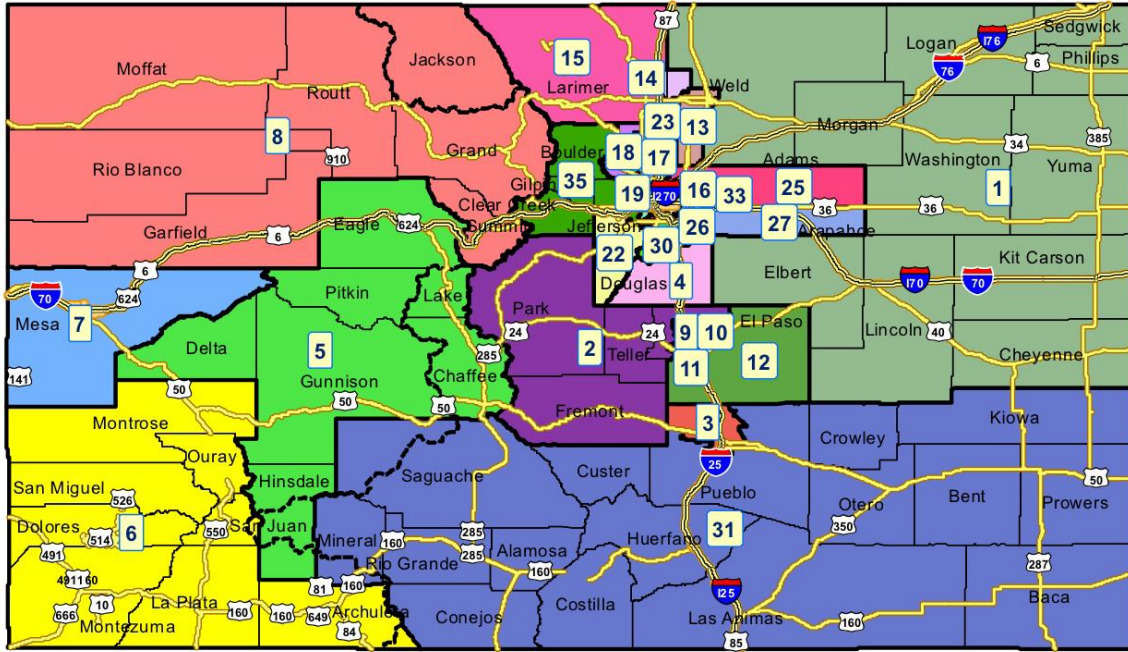 87
Sedgwick
Logan
I76
Phillips
Jackson
15
76
6
Moffat
14
Larimer
Weld
Routt
23
13
Morgan
385
8
18
17
Boulder
Adams
Washington
34
Yuma
910
Grand
Rio Blanco
35
Gilpin
16
25
1
19
I270
33
Clear Creek
36
36
Eagle
624
Summit
Jefferson
26
27
Arapahoe
Garfield
6
30
22
Kit Carson
6
Elbert
4
Douglas
I70
70
70
624
Pitkin
Lake
Park
Mesa
7
24
9
10
El Paso
Lincoln
40
Delta
5
285
2
24
Teller
Cheyenne
141
Gunnison
Chaffee
11
12
50
50
50
Fremont
Montrose
3
Kiowa
Ouray
Crowley
25
Saguache
Custer
50
San Miguel
Hinsdale
Pueblo
Bent
Prowers
526
Otero
Dolores
6
550
San
Juan
285
31
350
514
Mineral
160
Huerfano
491
285
Alamosa
Rio Grande
160
287
491160
81
160
I25
10
La Plata
Costilla
Baca
666
160
160
649
Archuleta
Conejos
Las Animas
160
Montezuma
84
85